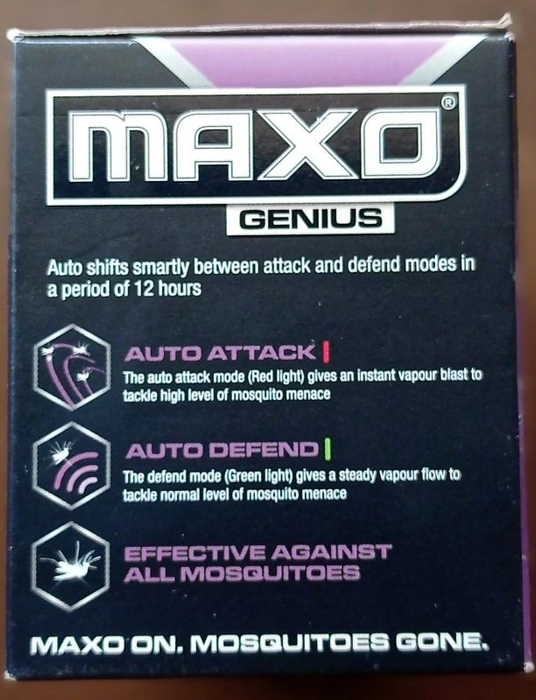 MAXO®
GENIUS
Auto shifts smartly between attack and defend modes in
a period of 12 hours
AUTO ATTACK
The auto attack mode (Red light) gives an instant vapour blast to
tackle high level of mosquito menace
AUTO DEFEND
The defend mode (Green light) gives a steady vapour flow to
tackle normal level of mosquito menace
EFFECTIVE AGAINST
ALL MOSQUITOES
MAXO ON. MOSQUITOES GONE.